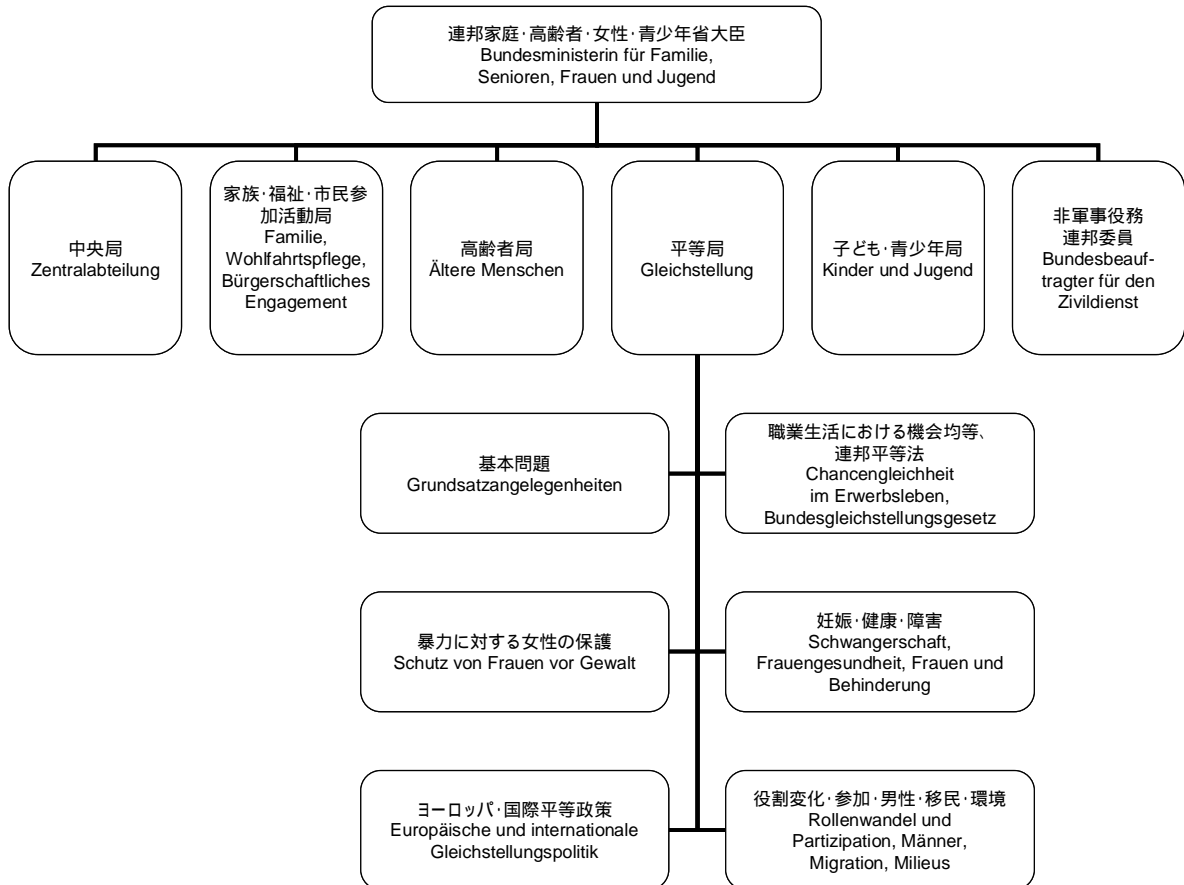 連邦家庭・高齢者・女性・青少年省大臣
Bundesministerin für Familie,
Senioren, Frauen und Jugend
中央局
Zentralabteilung
家族・福祉・市民参
加活動局
Familie,
Wohlfahrtspflege,
Bürgerschaftliches
Engagement
高齢者局
Ältere Menschen
平等局
Gleichstellung
子ども・青少年局
Kinder und Jugend
非軍事役務
連邦委員
Bundesbeauf-
tragter für den
Zivildienst
基本問題
Grundsatzangelegenheiten
職業生活における機会均等、
連邦平等法
Chancengleichheit
im Erwerbsleben,
Bundesgleichstellungsgesetz
暴力に対する女性の保護
Schutz von Frauen vor Gewalt
妊娠・健康・障害
Schwangerschaft,
Frauengesundheit, Frauen und
Behinderung
ヨーロッパ・国際平等政策
Europäische und internationale
Gleichstellungspolitik
役割変化・参加・男性・移民・環境
Rollenwandel und
Partizipation, Männer,
Migration, Milieus